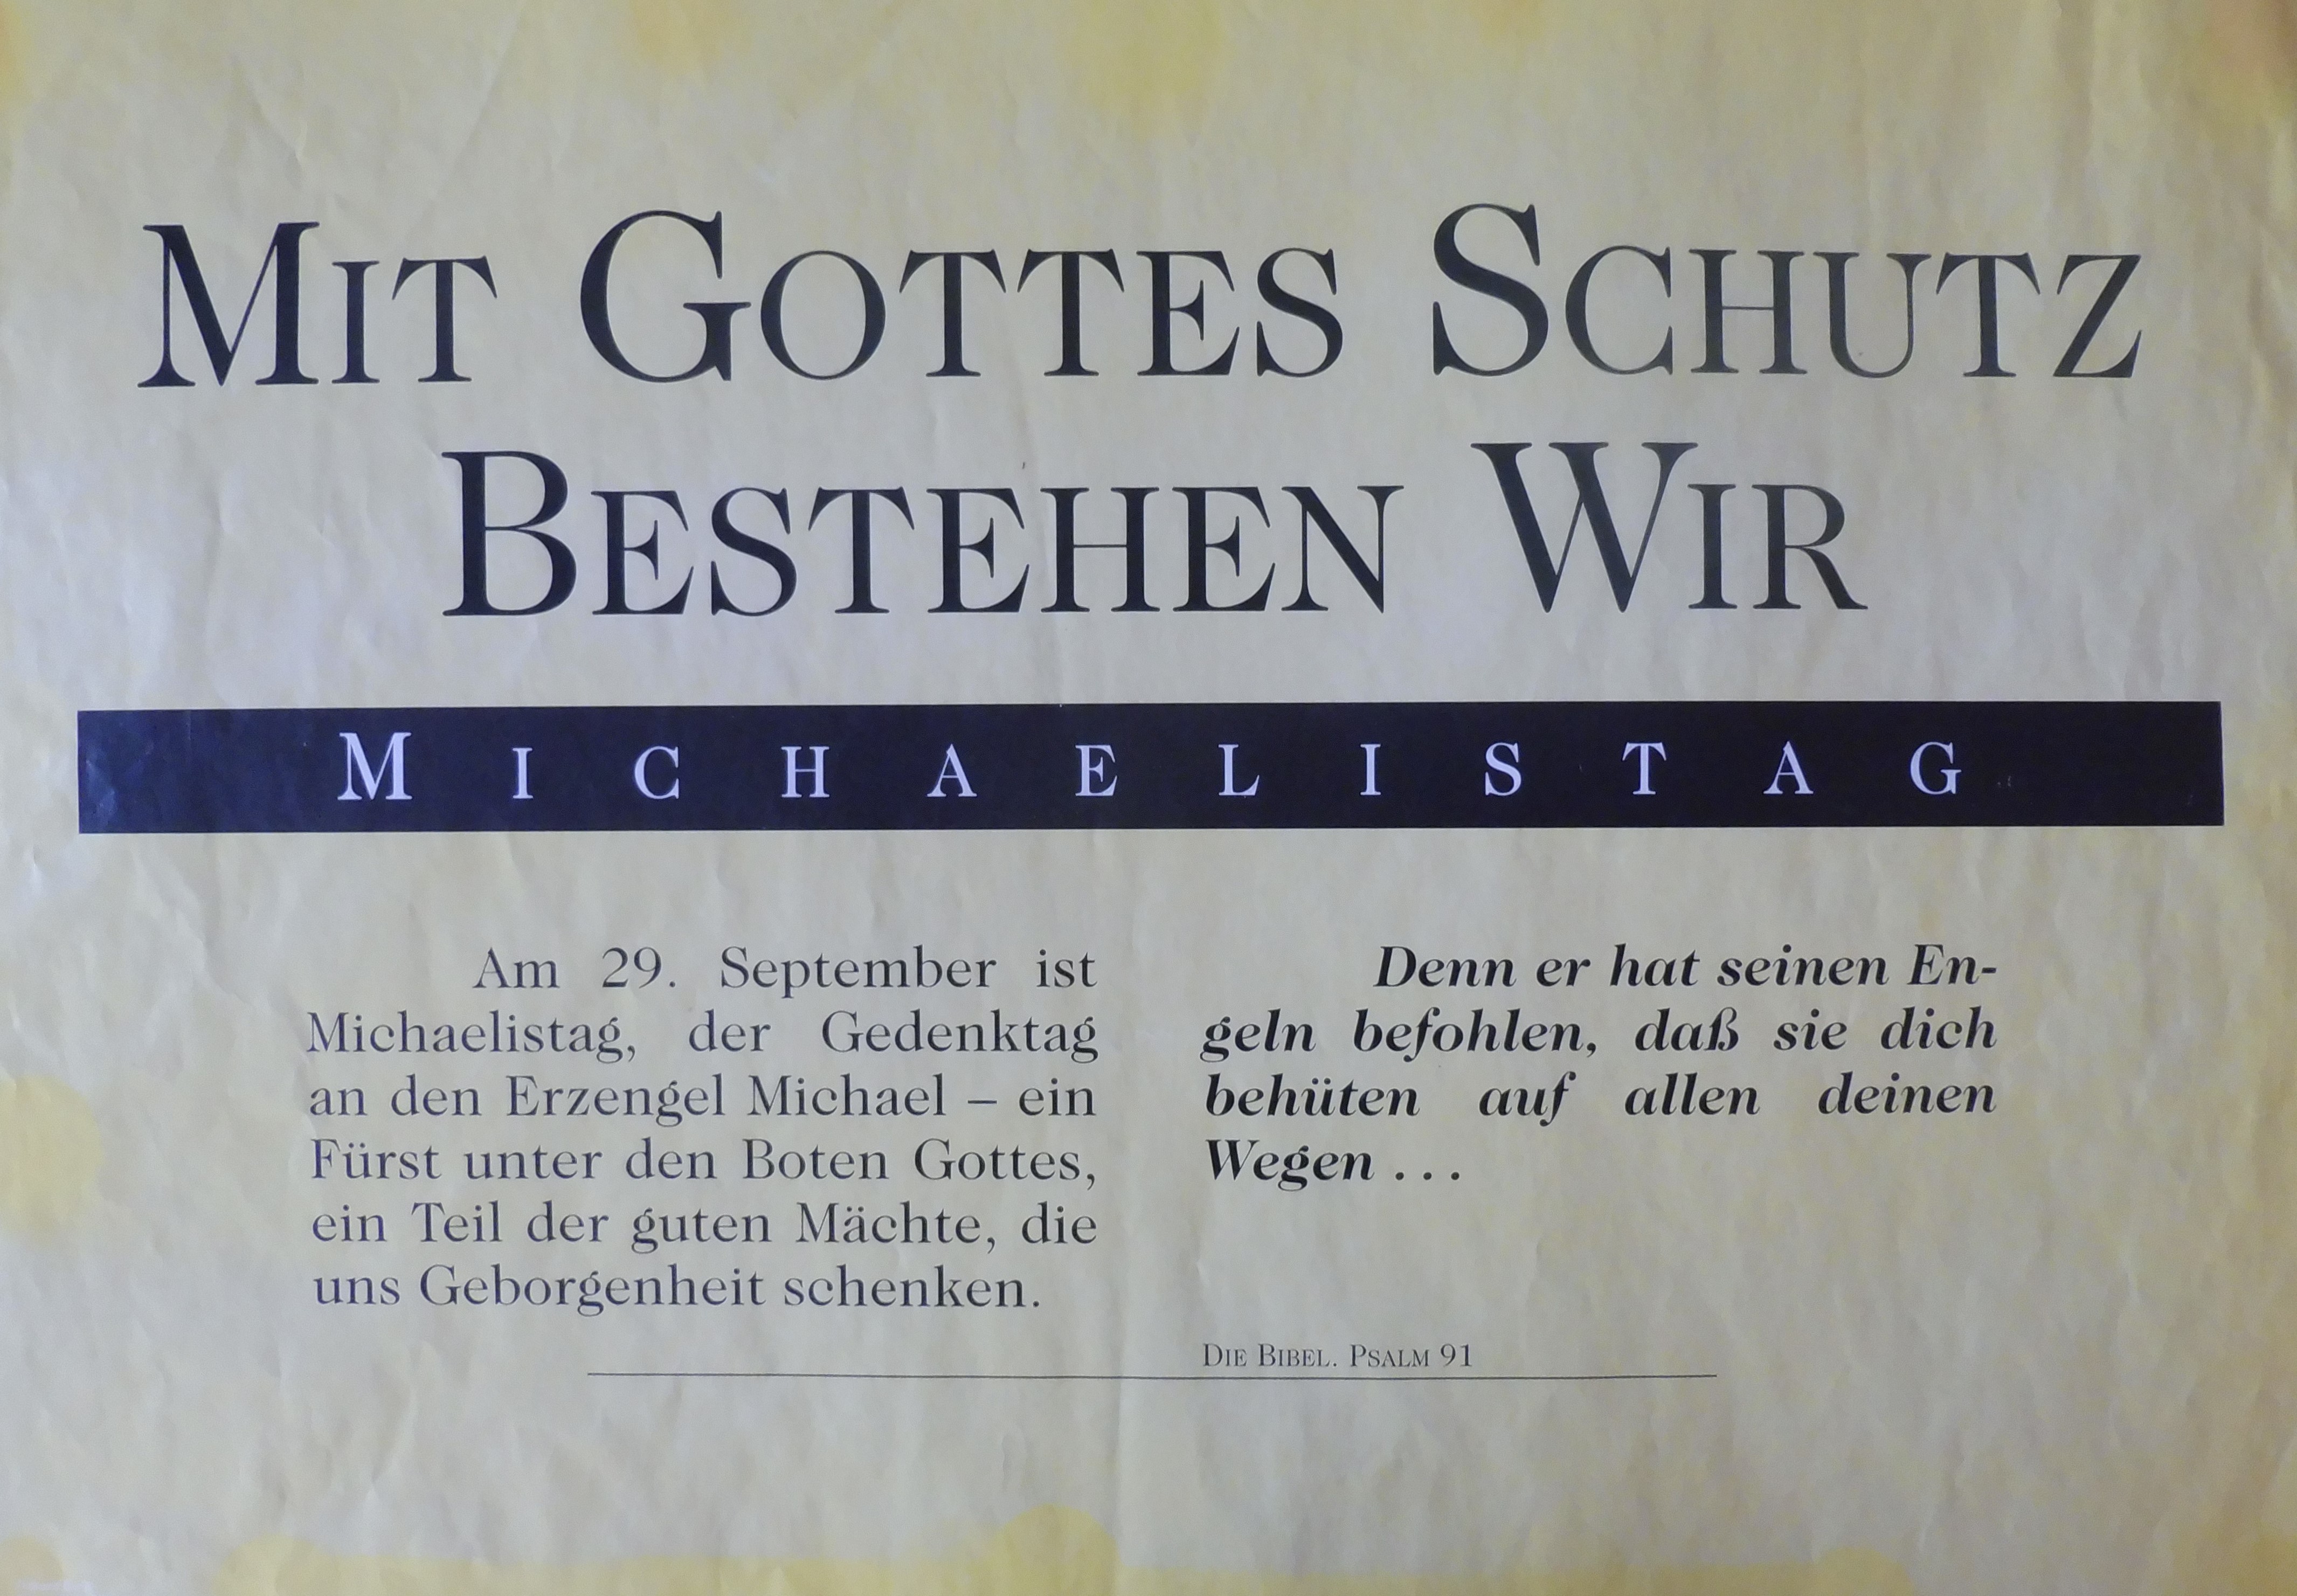 MIT GOTTES SCHUTZ
BESTEHEN WIR
MICHAELISTAG
Am 29. September ist
Michaelistag, der Gedenktag
an den Erzengel Michael – ein
Fürst unter den Boten Gottes,
ein Teil der guten Mächte, die
uns Geborgenheit schenken.
Denn er hat seinen En-
geln befohlen, daß sie dich
behüten auf allen deinen
Wegen . . .
DIE BIBEL. PSALM 91